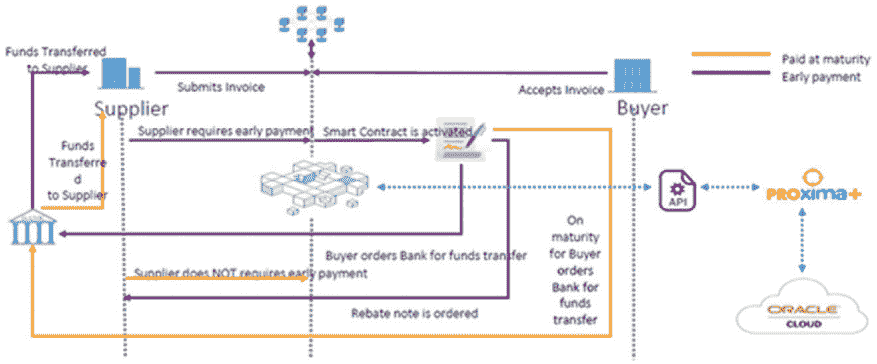 Funds Transferred
to Supplier
Submits Invoice
Accepts Invoice
Paid at maturity
Early payment
Supplier
Buyer
Supplier requires early payment
Smart Contract is activated
Funds
Transferre
d
to Supplier
API
PROXIMA+
On
maturity
for Buyer
orders
Bank for
funds
transfer
Buyer orders Bank for funds transfer
Supplier does NOT requires early payment
Rebate note is ordered
ORACLE
CLOUD